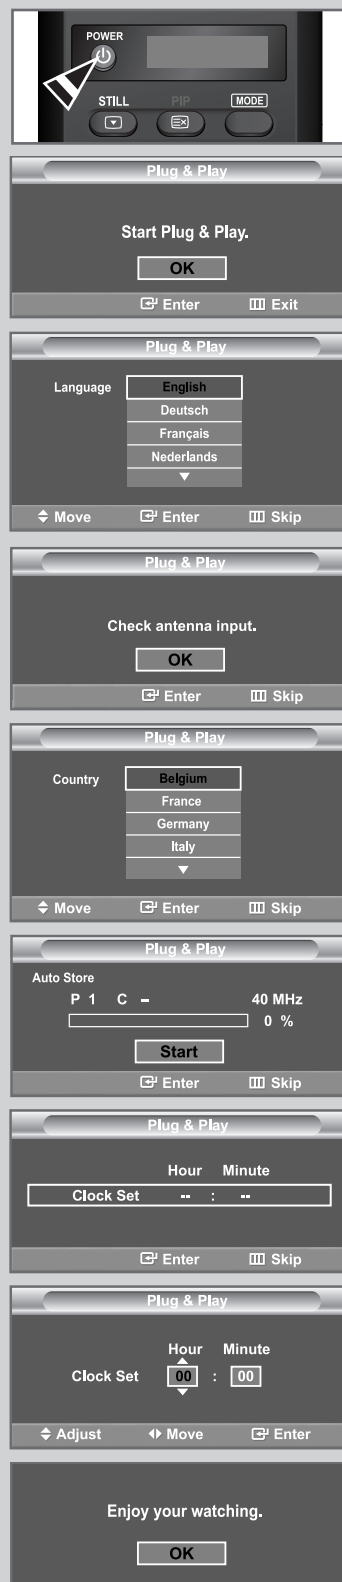 POWER
STILL PIP MODE
Plug & Play
Start Plug & Play.
OK
Enter Exit
Plug & Play
Language English
Deutsch
Français
Nederlands
Move Enter Skip
Plug & Play
Check antenna input.
OK
Enter Skip
Plug & Play
Country Belgium
France
Germany
Italy
Move Enter Skip
Plug & Play
Auto Store
P 1 C – 40 MHz
0 %
Start
Enter Skip
Plug & Play
Hour Minute
Clock Set -- : --
Enter Skip
Plug & Play
Hour Minute
Clock Set 00 : 00
Adjust Move Enter
Enjoy your watching.
OK